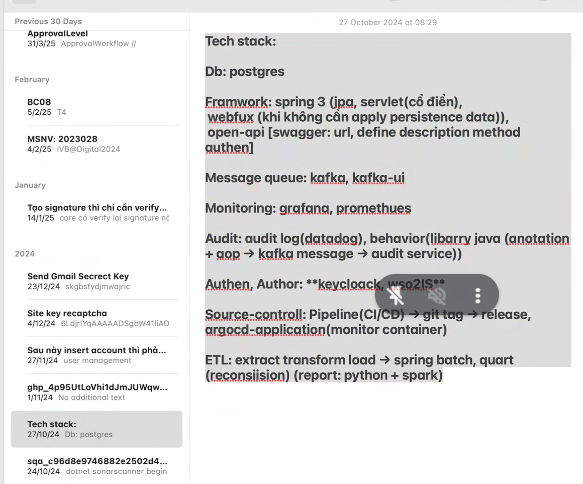 Previous 30 Days
ApprovalLevel
31/3/25 ApprovalWorkflow //
February
BC08
5/2/25 T4
MSNV: 2023028
4/2/25 IVB@Digital2024
January
Tạo signature thì chỉ cần verify...
14/1/25 core có verify lại signature nó
2024
Send Gmail Secrect Key
23/12/24 skgbsfydjmwajric
Site key recaptcha
4/12/24 6LdjrlYqAAAAADSgbW41liAO
Sau này insert account thì phả...
27/11/24 user management
ghp_4p95UtLoVhi1dJmJUWqw...
1/11/24 No additional text
Tech stack:
27/10/24 Db: postgres
sqa_c96d8e9746882e2502d4...
24/10/24 dotnet sonarscanner begin
27 October 2024 at 08:29
Tech stack:
Db: postgres
Framwork: spring 3 (jpa, servlet(cổ điển),
webfux (khi không cần apply persistence data)),
open-api [swagger: url, define description method
authen]
Message queue: kafka, kafka-ui
Monitoring: grafana, promethues
Audit: audit log(datadog), behavior(libarry java (anotation
+ aop → kafka message → audit service))
Authen, Author: **keycloack, wso2IS**
Source-controll: Pipeline(CI/CD) → git tag → release,
argocd-application(monitor container)
ETL: extract transform load → spring batch, quart
(reconsiision) (report: python + spark)